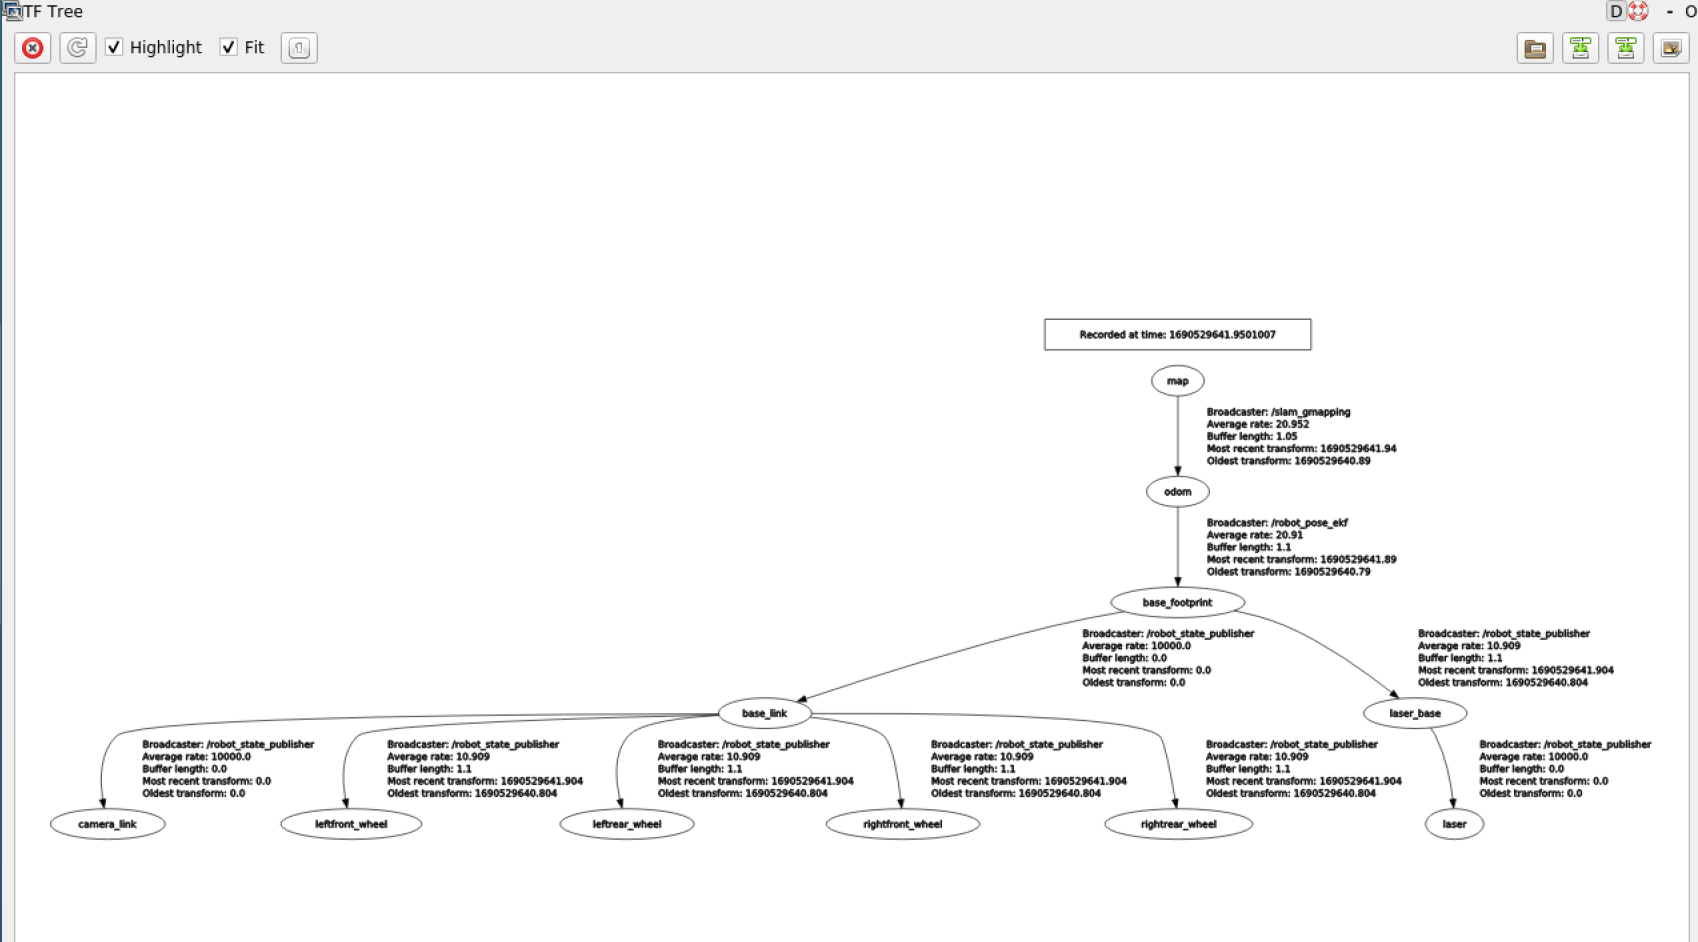 TF Tree
D
- O
Highlight
Fit
1
Recorded at time: 1690529641.9501007
map
Broadcaster: /slam_gmapping
Average rate: 20.952
Buffer length: 1.05
Most recent transform: 1690529641.94
Oldest transform: 1690529640.89
odom
Broadcaster: /robot_pose_ekf
Average rate: 20.91
Buffer length: 1.1
Most recent transform: 1690529641.89
Oldest transform: 1690529640.79
base_footprint
Broadcaster: /robot_state_publisher
Average rate: 10000.0
Buffer length: 0.0
Most recent transform: 0.0
Oldest transform: 0.0
Broadcaster: /robot_state_publisher
Average rate: 10.909
Buffer length: 1.1
Most recent transform: 1690529641.904
Oldest transform: 1690529640.804
base_link
laser_base
Broadcaster: /robot_state_publisher
Average rate: 10000.0
Buffer length: 0.0
Most recent transform: 0.0
Oldest transform: 0.0
Broadcaster: /robot_state_publisher
Average rate: 10.909
Buffer length: 1.1
Most recent transform: 1690529641.904
Oldest transform: 1690529640.804
Broadcaster: /robot_state_publisher
Average rate: 10.909
Buffer length: 1.1
Most recent transform: 1690529641.904
Oldest transform: 1690529640.804
Broadcaster: /robot_state_publisher
Average rate: 10.909
Buffer length: 1.1
Most recent transform: 1690529641.904
Oldest transform: 1690529640.804
Broadcaster: /robot_state_publisher
Average rate: 10.909
Buffer length: 1.1
Most recent transform: 1690529641.904
Oldest transform: 1690529640.804
Broadcaster: /robot_state_publisher
Average rate: 10000.0
Buffer length: 0.0
Most recent transform: 0.0
Oldest transform: 0.0
camera_link
leftfront_wheel
leftrear_wheel
rightfront_wheel
rightrear_wheel
laser